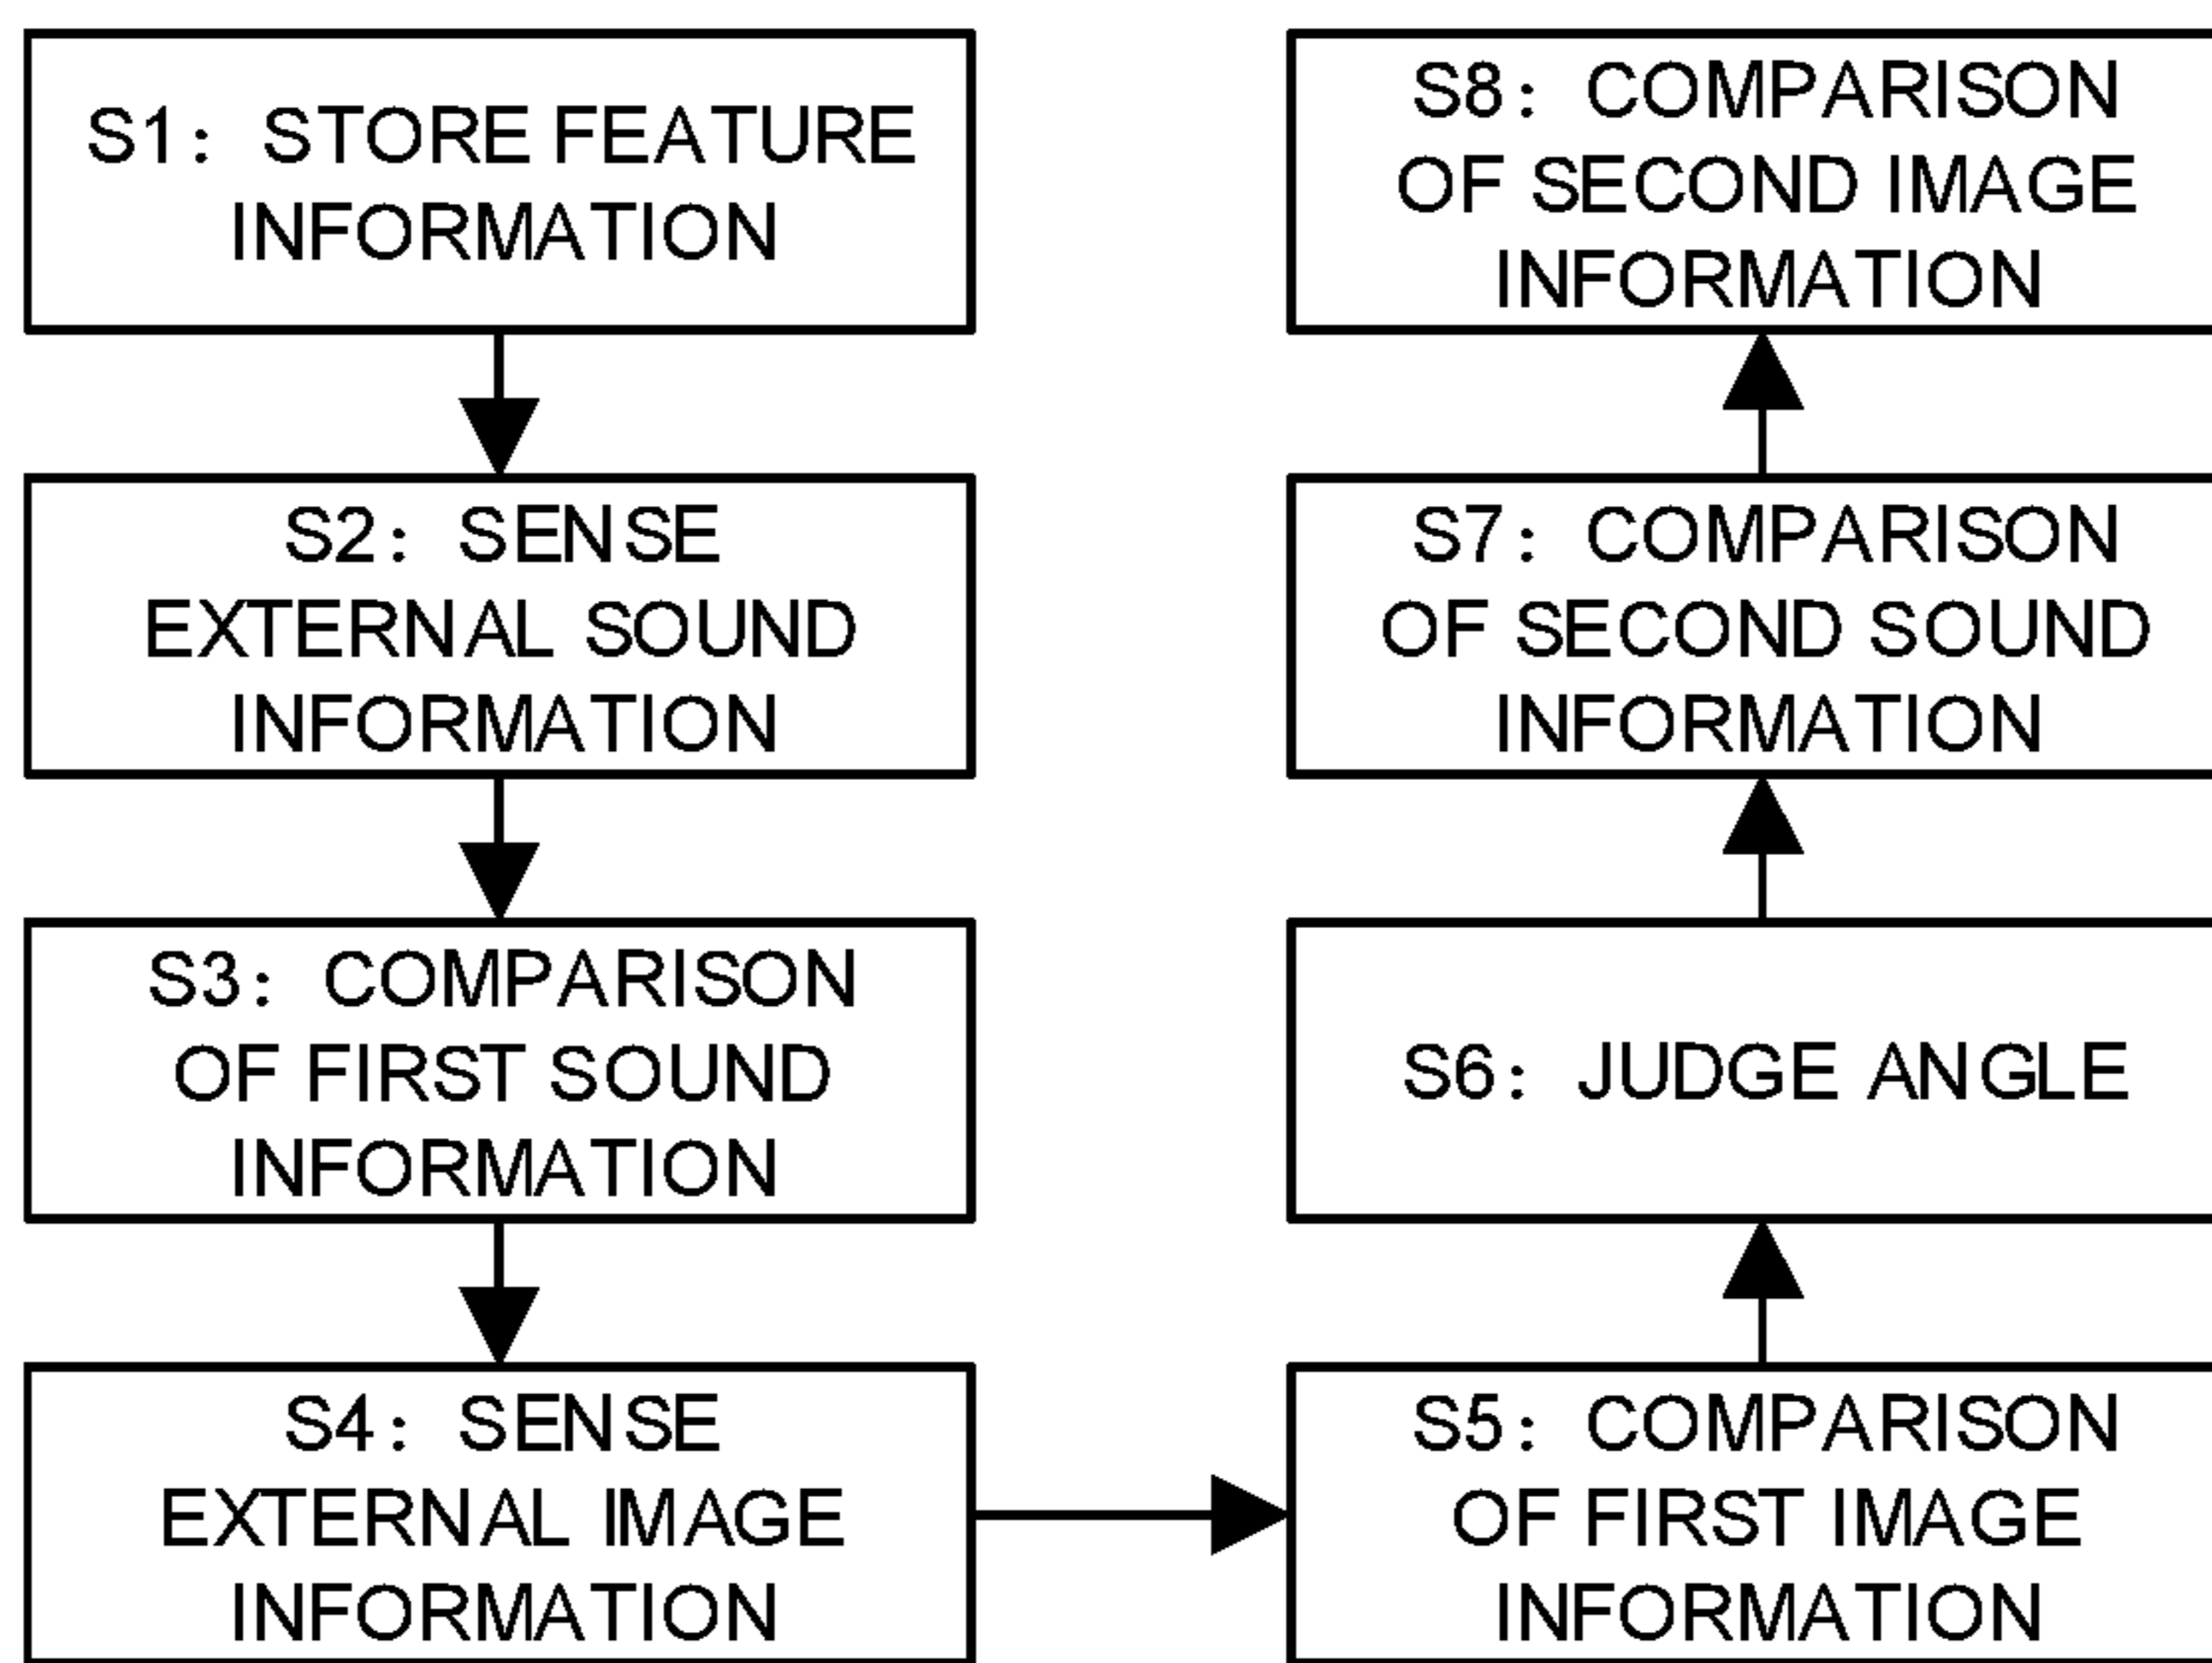 S1: STORE FEATURE
INFORMATION
S2: SENSE
EXTERNAL SOUND
INFORMATION
S3: COMPARISON
OF FIRST SOUND
INFORMATION
S4: SENSE
EXTERNAL IMAGE
INFORMATION
S5: COMPARISON
OF FIRST IMAGE
INFORMATION
S6: JUDGE ANGLE
S7: COMPARISON
OF SECOND SOUND
INFORMATION
S8: COMPARISON
OF SECOND IMAGE
INFORMATION